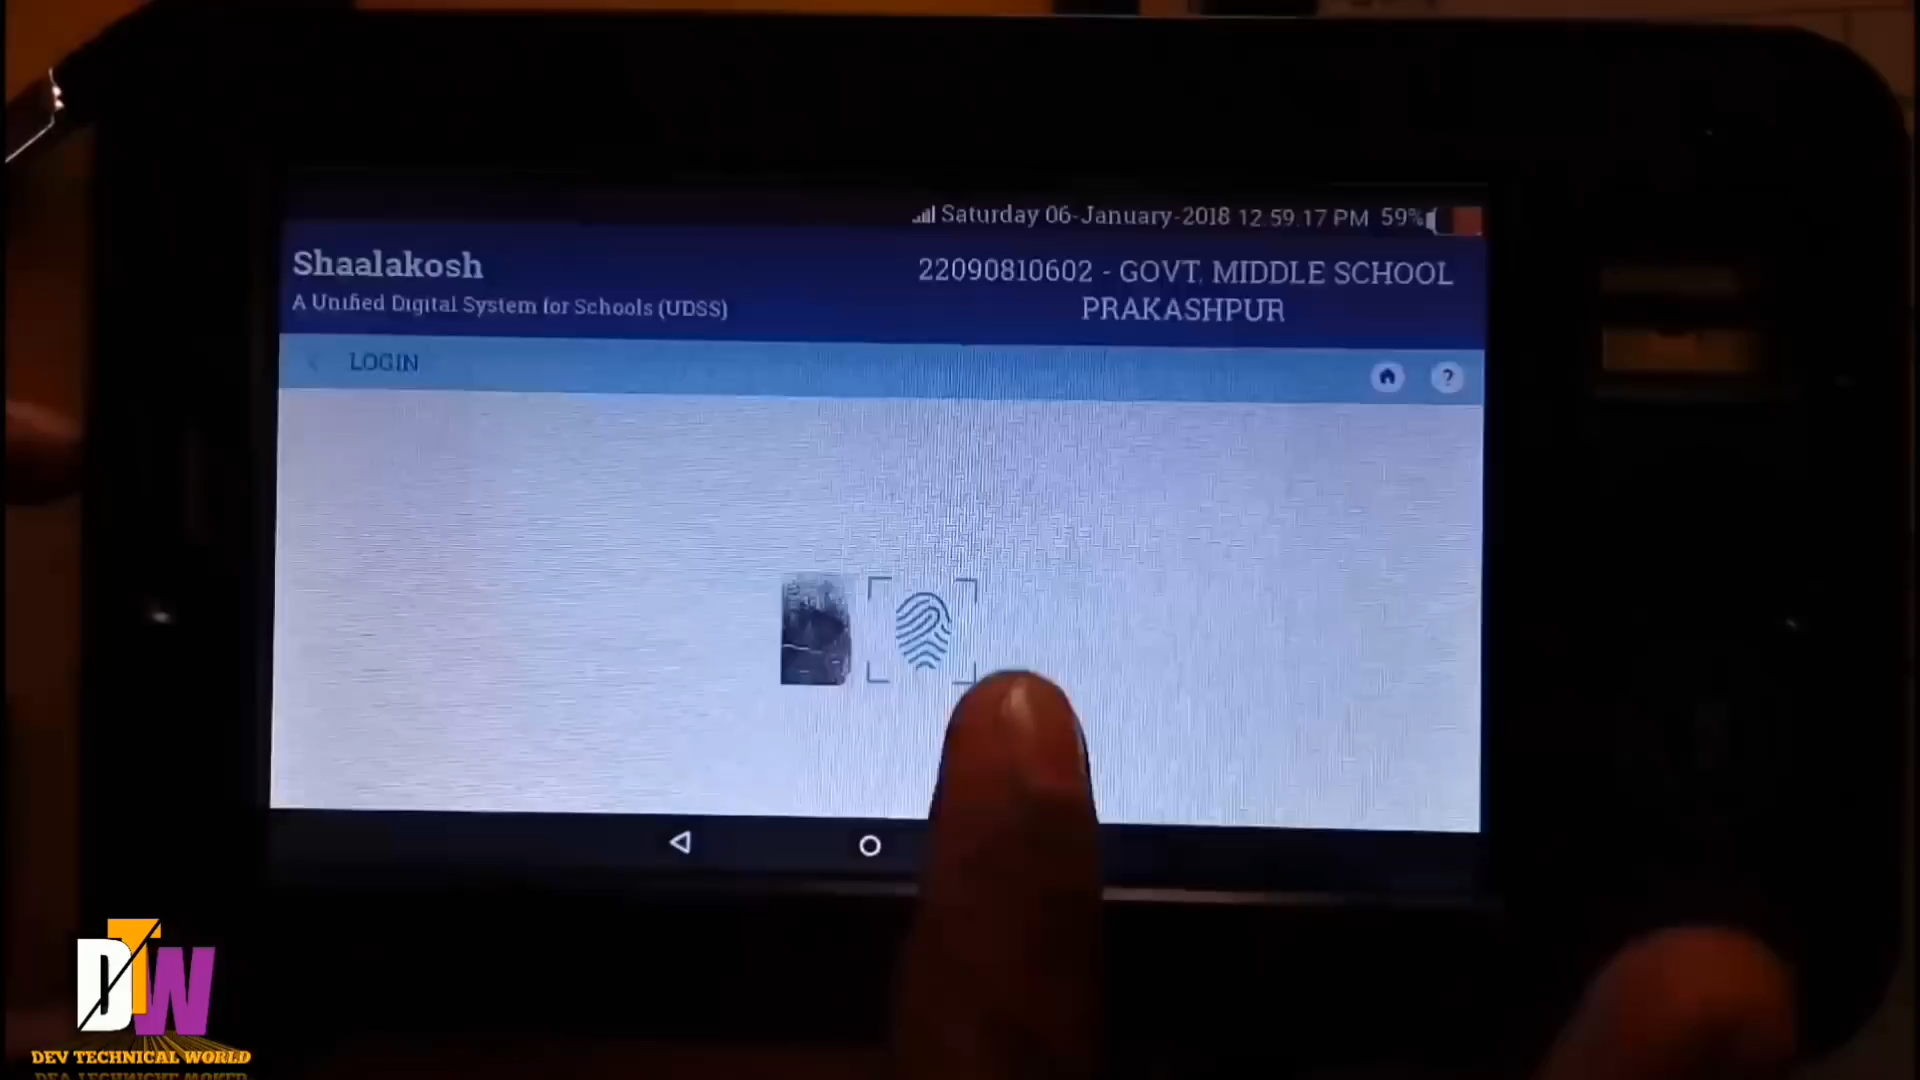 Saturday 06-January-2018 12:59:17 PM 59%
Shaalakosh
A Unified Digital System for Schools (UDSS)
22090810602 - GOVT. MIDDLE SCHOOL
PRAKASHPUR
LOGIN
?
DTW
DEV TECHNICAL WORLD